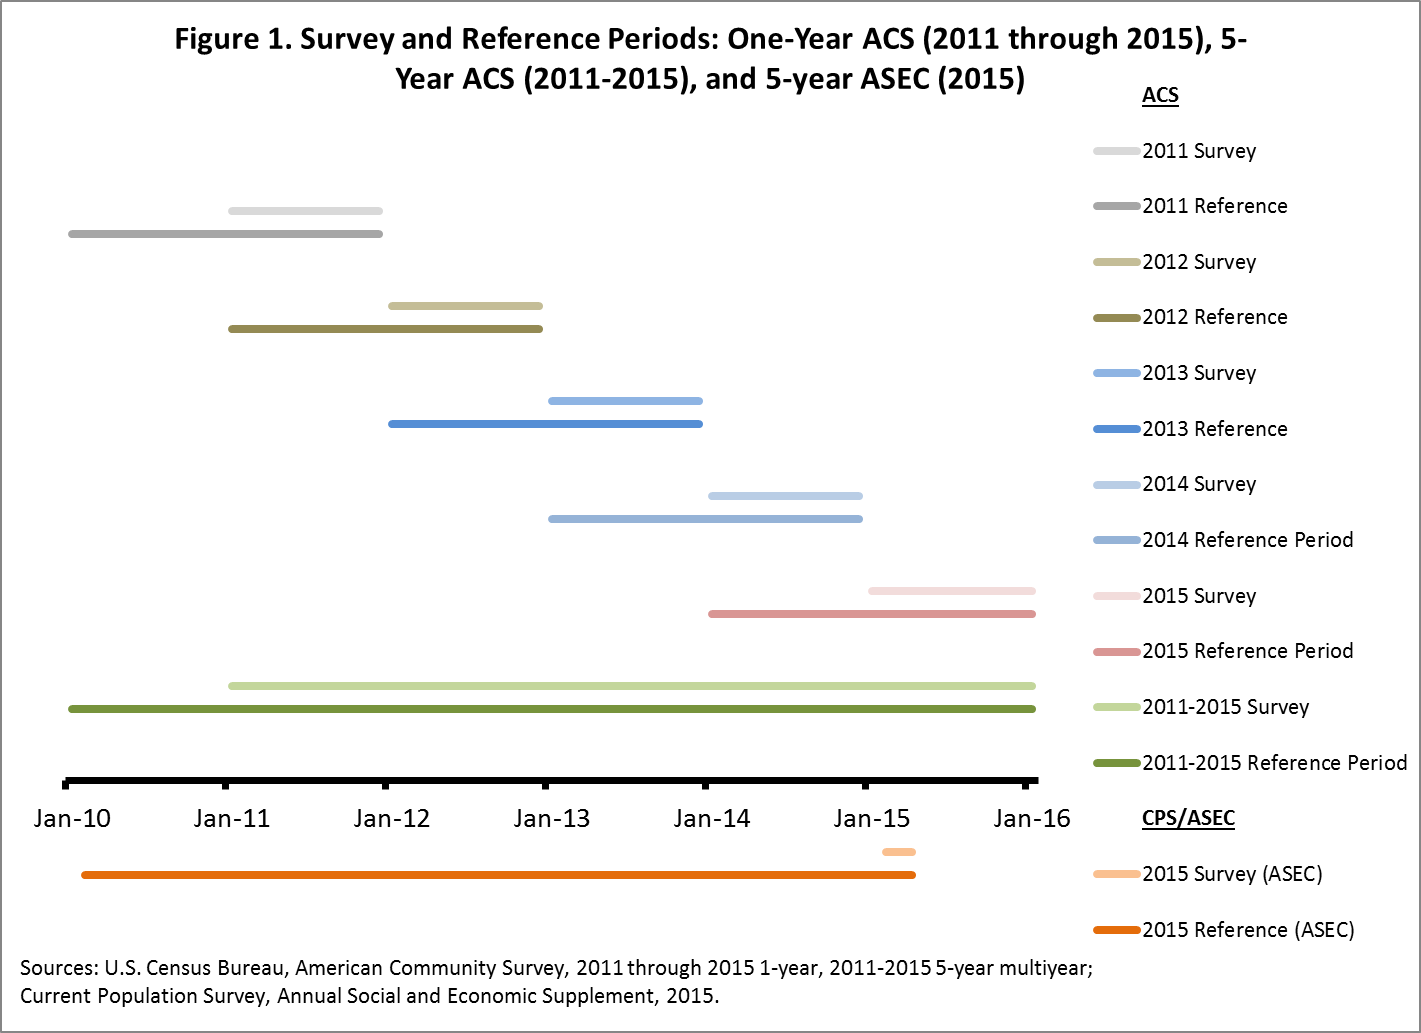 Figure 1. Survey and Reference Periods: One-Year ACS (2011 through 2015), 5-
Year ACS (2011-2015), and 5-year ASEC (2015)
ACS
2011 Survey
2011 Reference
2012 Survey
2012 Reference
2013 Survey
2013 Reference
2014 Survey
2014 Reference Period
2015 Survey
2015 Reference Period
2011-2015 Survey
2011-2015 Reference Period
Jan-10 Jan-11 Jan-12 Jan-13 Jan-14 Jan-15 Jan-16
CPS/ASEC
2015 Survey (ASEC)
2015 Reference (ASEC)
Sources: U.S. Census Bureau, American Community Survey, 2011 through 2015 1-year, 2011-2015 5-year multiyear;
Current Population Survey, Annual Social and Economic Supplement, 2015.